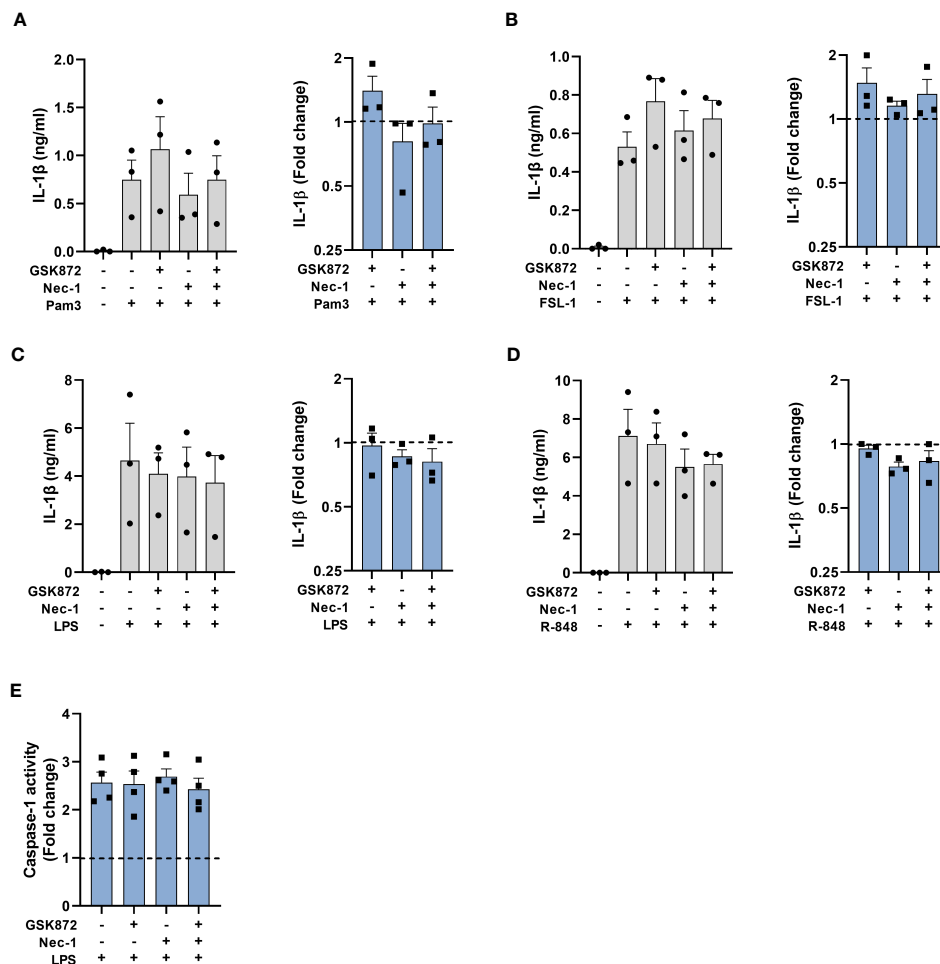 A
IL-1β (ng/ml)
2.0
1.5
1.0
0.5
0.0
GSK872 - - + - +
Nec-1 - - - + +
Pam3 - + + + +
IL-1β (Fold change)
2
1
0.5
0.25
GSK872 + - +
Nec-1 - + +
Pam3 + + +
B
IL-1β (ng/ml)
1.0
0.8
0.6
0.4
0.2
0.0
GSK872 - - + - +
Nec-1 - - - + +
FSL-1 - + + + +
IL-1β (Fold change)
2
1
0.5
0.25
GSK872 + - +
Nec-1 - + +
FSL-1 + + +
C
IL-1β (ng/ml)
8
6
4
2
0
GSK872 - - + - +
Nec-1 - - - + +
LPS - + + + +
IL-1β (Fold change)
2
1
0.5
0.25
GSK872 + - +
Nec-1 - + +
LPS + + +
D
IL-1β (ng/ml)
10
8
6
4
2
0
GSK872 - - + - +
Nec-1 - - - + +
R-848 - + + + +
IL-1β (Fold change)
2
1
0.5
0.25
GSK872 + - +
Nec-1 - + +
R-848 + + +
E
Caspase-1 activity
(Fold change)
4
3
2
1
0
GSK872 - + - +
Nec-1 - - + +
LPS + + + +